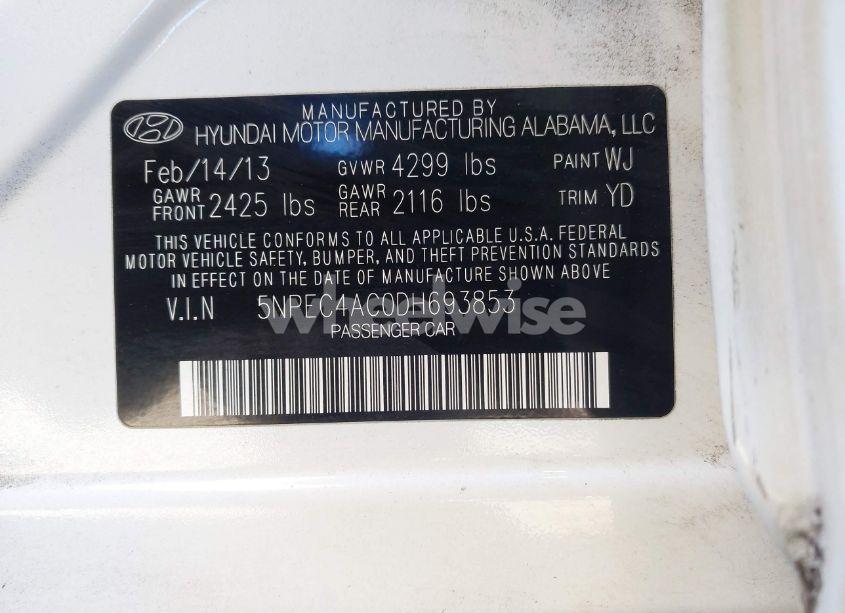 MANUFACTURED BY
HYUNDAI MOTOR MANUFACTURING ALABAMA, LLC
Feb/14/13 GVWR 4299 lbs PAINT WJ
GAWR FRONT 2425 lbs GAWR REAR 2116 lbs TRIM YD
THIS VEHICLE CONFORMS TO ALL APPLICABLE U.S.A. FEDERAL
MOTOR VEHICLE SAFETY, BUMPER, AND THEFT PREVENTION STANDARDS
IN EFFECT ON THE DATE OF MANUFACTURE SHOWN ABOVE
V.I.N 5NPEC4AC0DH693853
wheelwise
PASSENGER CAR